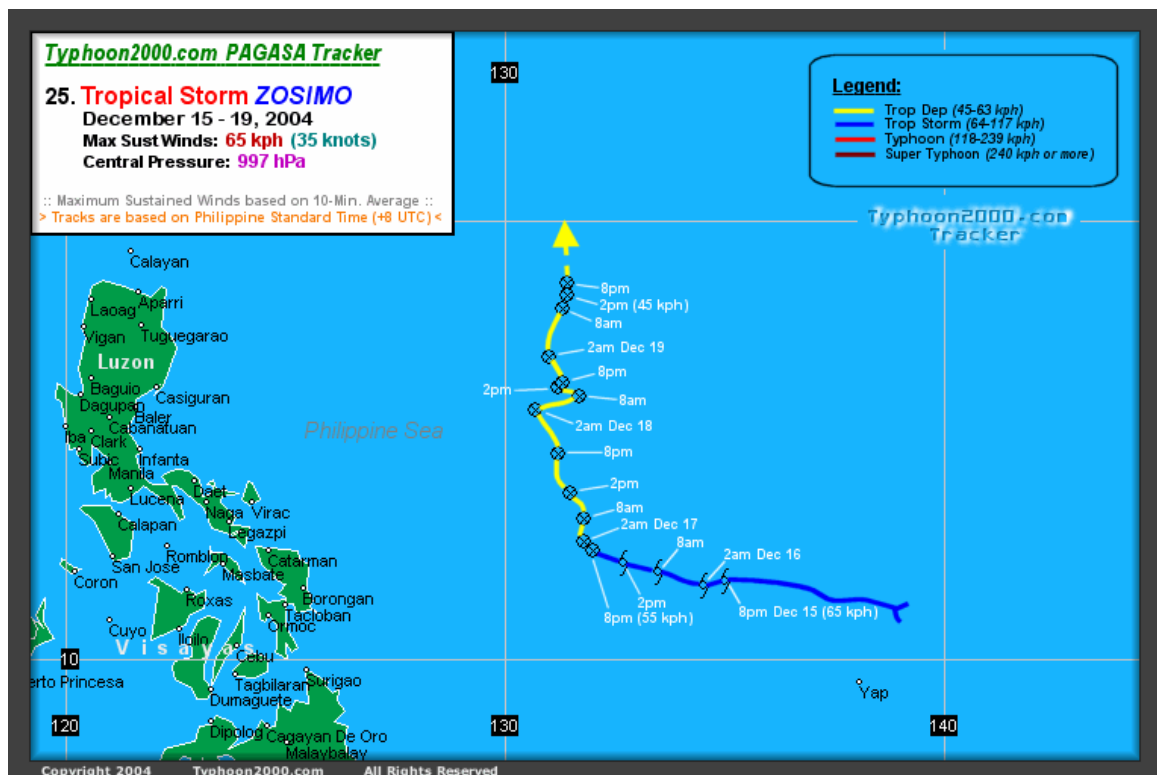 Typhoon2000.com PAGASA Tracker
25. Tropical Storm ZOSIMO
December 15 - 19, 2004
Max Sust Winds: 65 kph (35 knots)
Central Pressure: 997 hPa
:: Maximum Sustained Winds based on 10-Min. Average ::
> Tracks are based on Philippine Standard Time (+8 UTC) <
130
Legend:
Trop Dep (45-63 kph)
Trop Storm (64-117 kph)
Typhoon (118-239 kph)
Super Typhoon (240 kph or more)
Typhoon2000.com
Tracker
Calayan
Aparri
Laoag
Vigan
Tuguegarao
Luzon
Baguio
Casiguran
Dagupan
Baler
Cabanatuan
Iba
Clark
Subic
Infanta
Manila
Lucena
Daet
Naga
Virac
Calapan
Legazpi
Romblon
Catarman
San Jose
Masbate
Coron
Roxas
Borongan
Tacloban
Ormoc
Cuyo
Iloilo
Visayas
Cebu
10
erto Princesa
Tagbilaran
Surigao
Dumaguete
Dipolog
Cagayan De Oro
Malaybalay
Philippine Sea
8pm
2pm (45 kph)
8am
2am Dec 19
8pm
2pm
8am
2am Dec 18
8pm
2pm
8am
2am Dec 17
8am
2am Dec 16
2pm
8pm (55 kph)
8pm Dec 15 (65 kph)
Yap
120
130
140
Copyright 2004 Typhoon2000.com All Rights Reserved